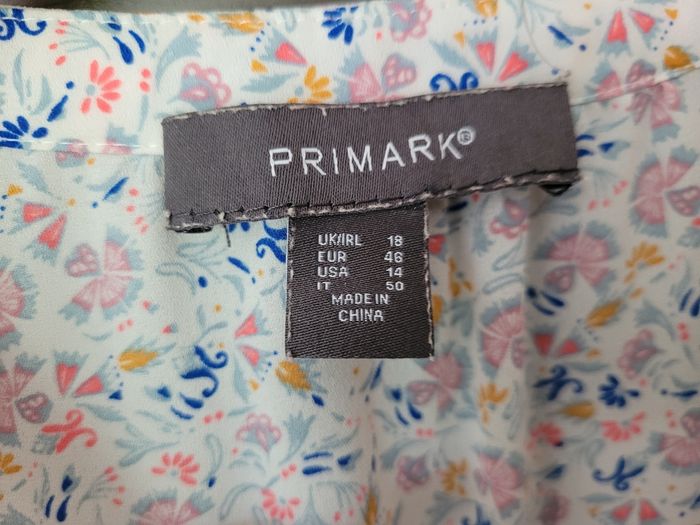 PRIMARK®
UK/IRL 18
EUR 46
USA 14
IT 50
MADE IN
CHINA